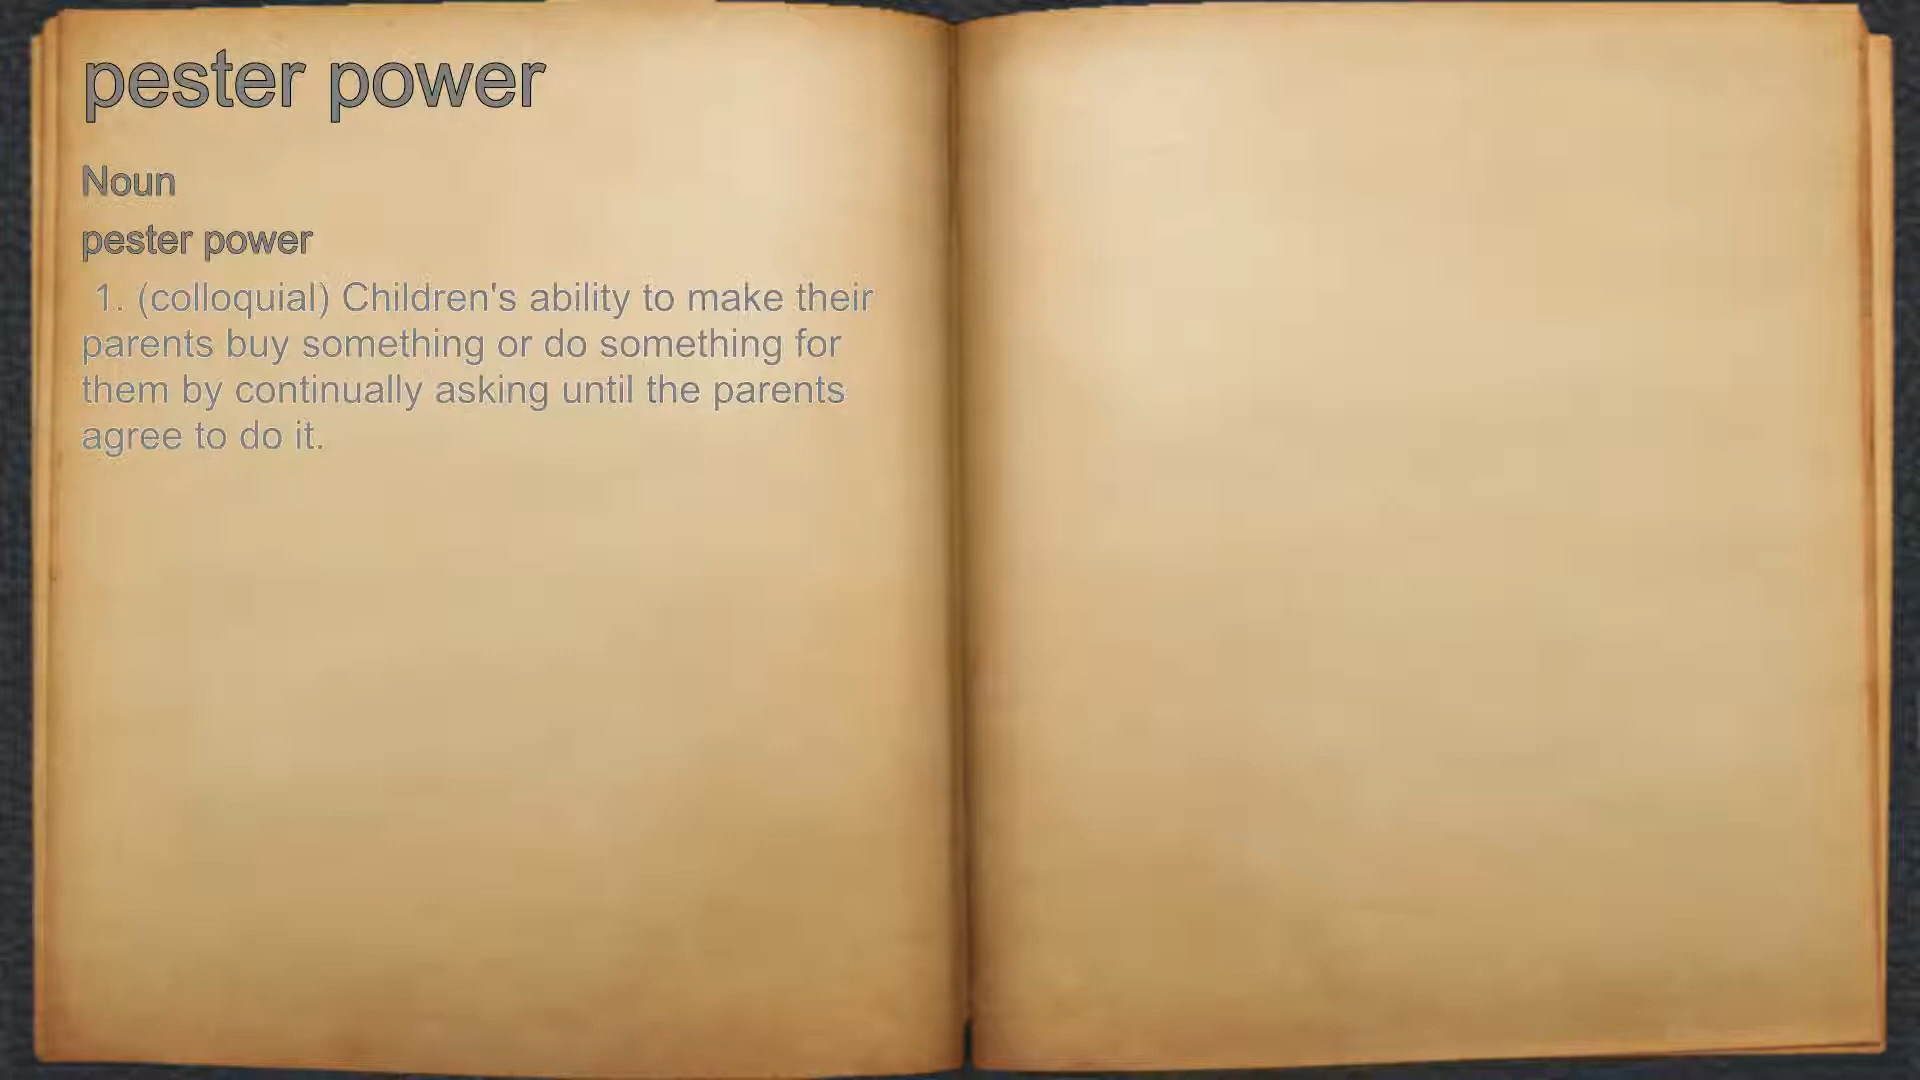 pester power
Noun
pester power
1. (colloquial) Children's ability to make their
parents buy something or do something for
them by continually asking until the parents
agree to do it.